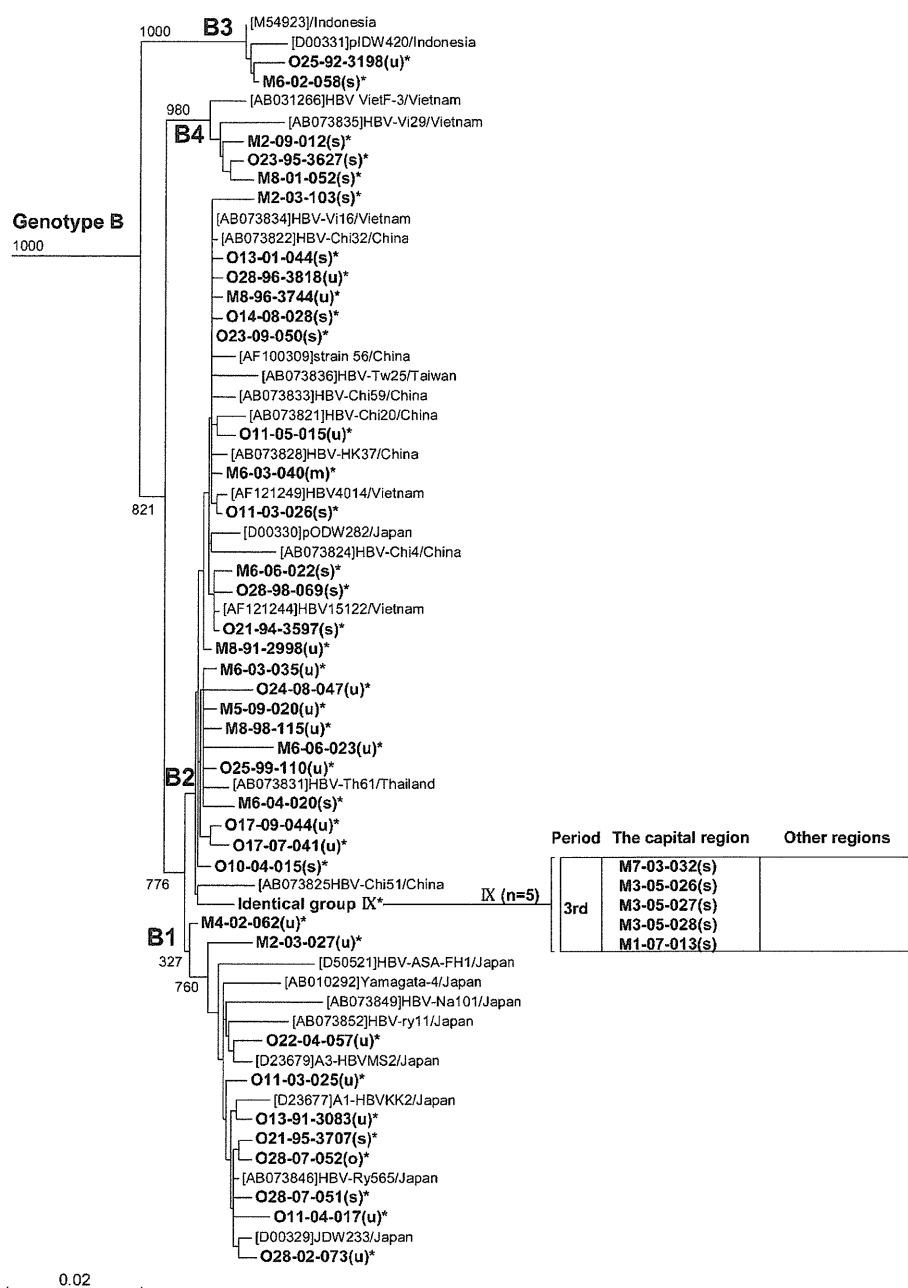 [M54923]/Indonesia
1000
B3
[D00331]pIDW420/Indonesia
O25-92-3198(u)*
M6-02-058(s)*
[AB031266]HBV VietF-3/Vietnam
980
[AB073835]HBV-Vi29/Vietnam
B4
M2-09-012(s)*
O23-95-3627(s)*
M8-01-052(s)*
M2-03-103(s)*
Genotype B
1000
[AB073834]HBV-Vi16/Vietnam
[AB073822]HBV-Chi32/China
O13-01-044(s)*
O28-96-3818(u)*
M8-96-3744(u)*
O14-08-028(s)*
O23-09-050(s)*
[AF100309]strain 56/China
[AB073836]HBV-Tw25/Taiwan
[AB073833]HBV-Chi59/China
[AB073821]HBV-Chi20/China
O11-05-015(u)*
[AB073828]HBV-HK37/China
M6-03-040(m)*
[AF121249]HBV4014/Vietnam
821
O11-03-026(s)*
[D00330]pODW282/Japan
[AB073824]HBV-Chi4/China
M6-06-022(s)*
O28-98-069(s)*
[AF121244]HBV15122/Vietnam
O21-94-3597(s)*
M8-91-2998(u)*
M6-03-035(u)*
O24-08-047(u)*
M5-09-020(u)*
M8-98-115(u)*
M6-06-023(u)*
O25-99-110(u)*
B2
[AB073831]HBV-Th61/Thailand
M6-04-020(s)*
O17-09-044(u)*
O17-07-041(u)*
O10-04-015(s)*
776
[AB073825HBV-Chi51/China
Identical group Ⅸ*
Ⅸ (n=5)
Period The capital region Other regions
3rd
M7-03-032(s)
M3-05-026(s)
M3-05-027(s)
M3-05-028(s)
M1-07-013(s)
M4-02-062(u)*
B1
M2-03-027(u)*
327
[D50521]HBV-ASA-FH1/Japan
760
[AB010292]Yamagata-4/Japan
[AB073849]HBV-Na101/Japan
[AB073852]HBV-ry11/Japan
O22-04-057(u)*
[D23679]A3-HBVMS2/Japan
O11-03-025(u)*
[D23677]A1-HBVKK2/Japan
O13-91-3083(u)*
O21-95-3707(s)*
O28-07-052(o)*
[AB073846]HBV-Ry565/Japan
O28-07-051(s)*
O11-04-017(u)*
[D00329]JDW233/Japan
O28-02-073(u)*
0.02